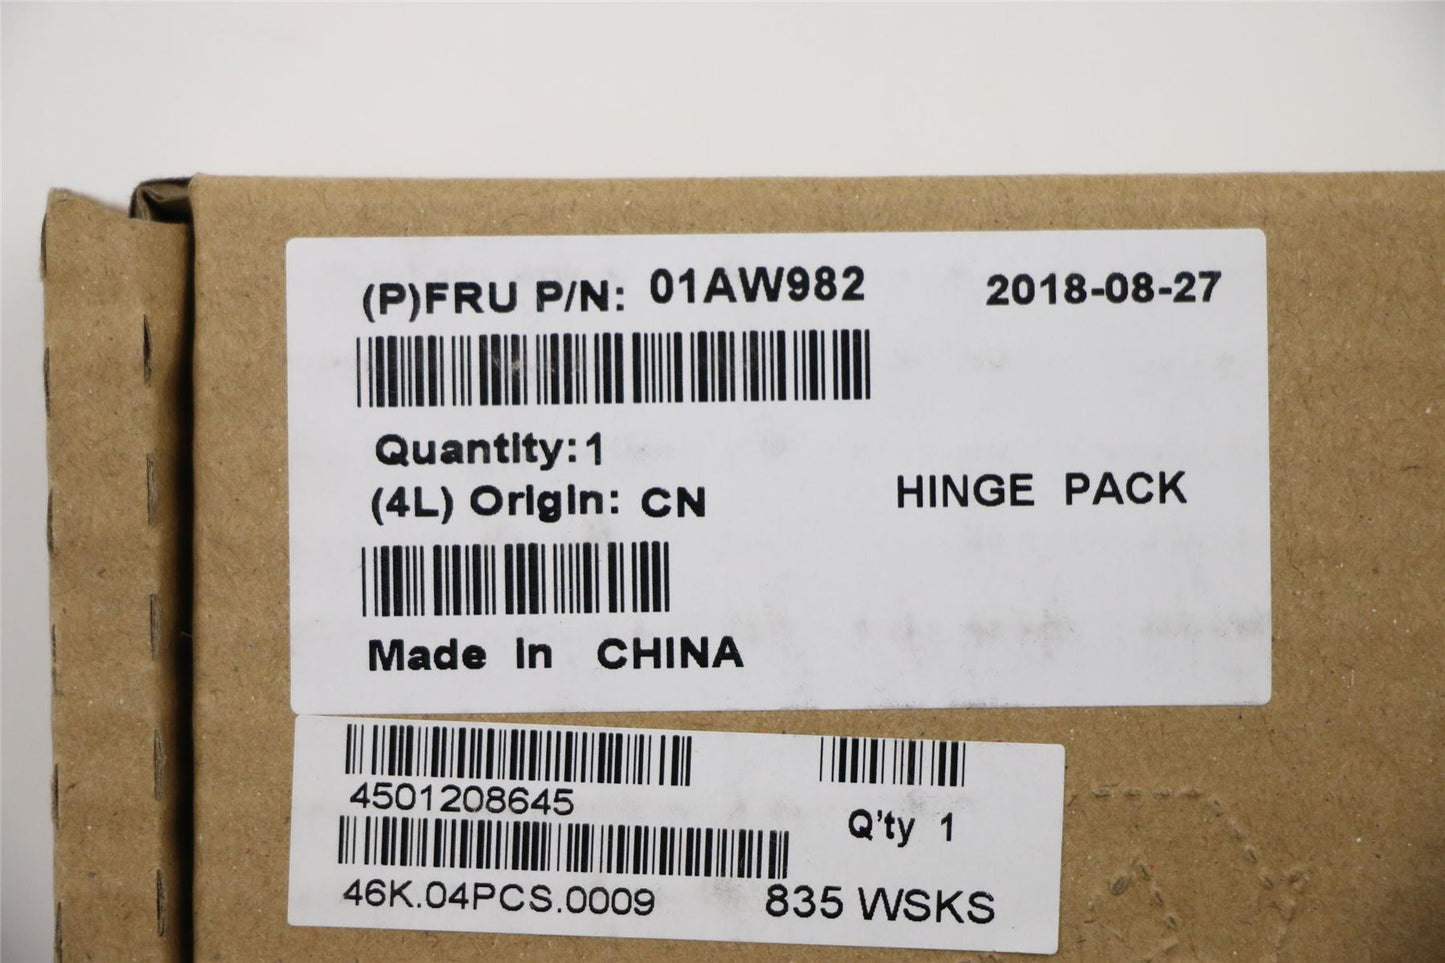 (P)FRU P/N: 01AW982 2018-08-27
Quantity:1
(4L) Origin: CN HINGE PACK
Made in CHINA
4501208645
Q'ty 1
46K.04PCS.0009 835 WSKS